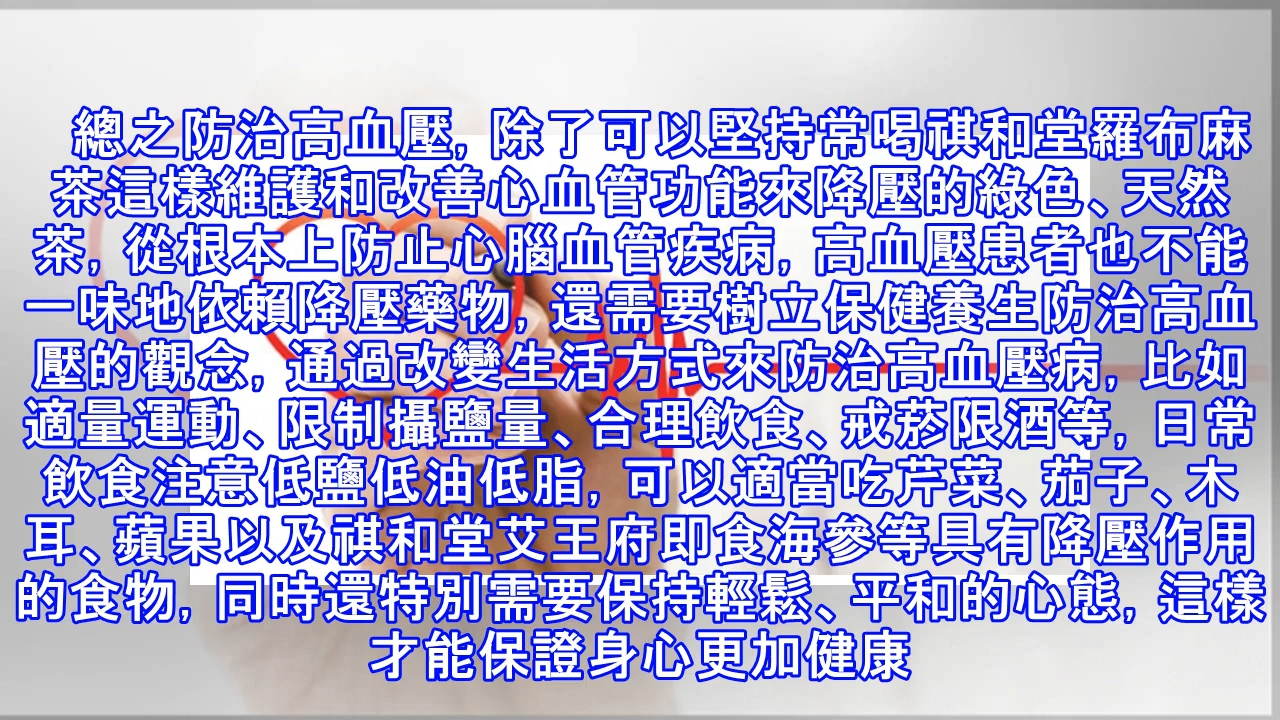 總之防治高血壓, 除了可以堅持常喝祺和堂羅布麻
茶這樣維護和改善心血管功能來降壓的綠色、天然
茶, 從根本上防止心腦血管疾病, 高血壓患者也不能
一味地依賴降壓藥物, 還需要樹立保健養生防治高血
壓的觀念, 通過改變生活方式來防治高血壓病, 比如
適量運動、限制攝鹽量、合理飲食、戒菸限酒等, 日常
飲食注意低鹽低油低脂, 可以適當吃芹菜、茄子、木
耳、蘋果以及祺和堂艾王府即食海參等具有降壓作用
的食物, 同時還特別需要保持輕鬆、平和的心態, 這樣
才能保證身心更加健康